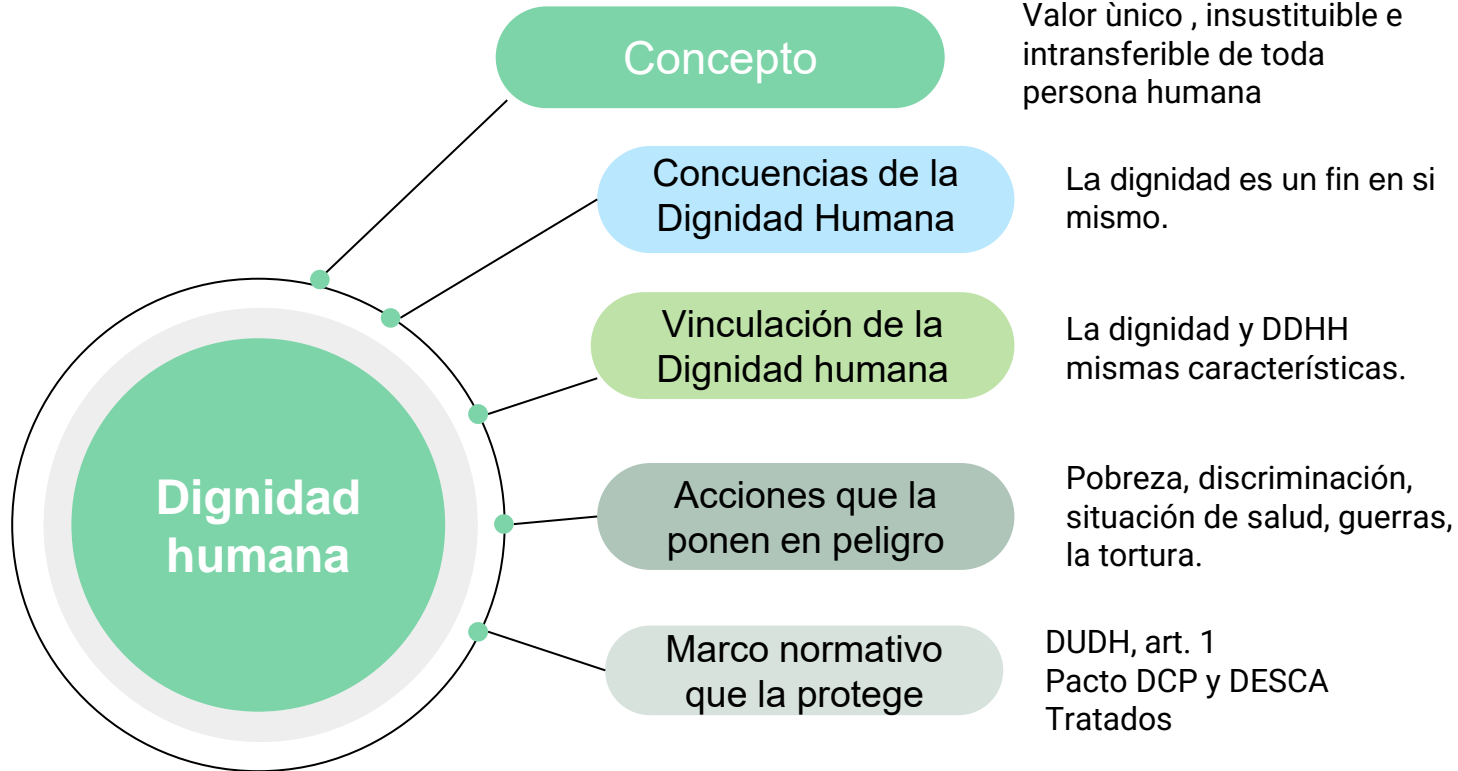 Concepto
Valor ùnico , insustituible e
intransferible de toda
persona humana
Concuencias de la
Dignidad Humana
La dignidad es un fin en si
mismo.
Vinculación de la
Dignidad humana
La dignidad y DDHH
mismas características.
Dignidad
humana
Acciones que la
ponen en peligro
Pobreza, discriminación,
situación de salud, guerras,
la tortura.
Marco normativo
que la protege
DUDH, art. 1
Pacto DCP y DESCA
Tratados